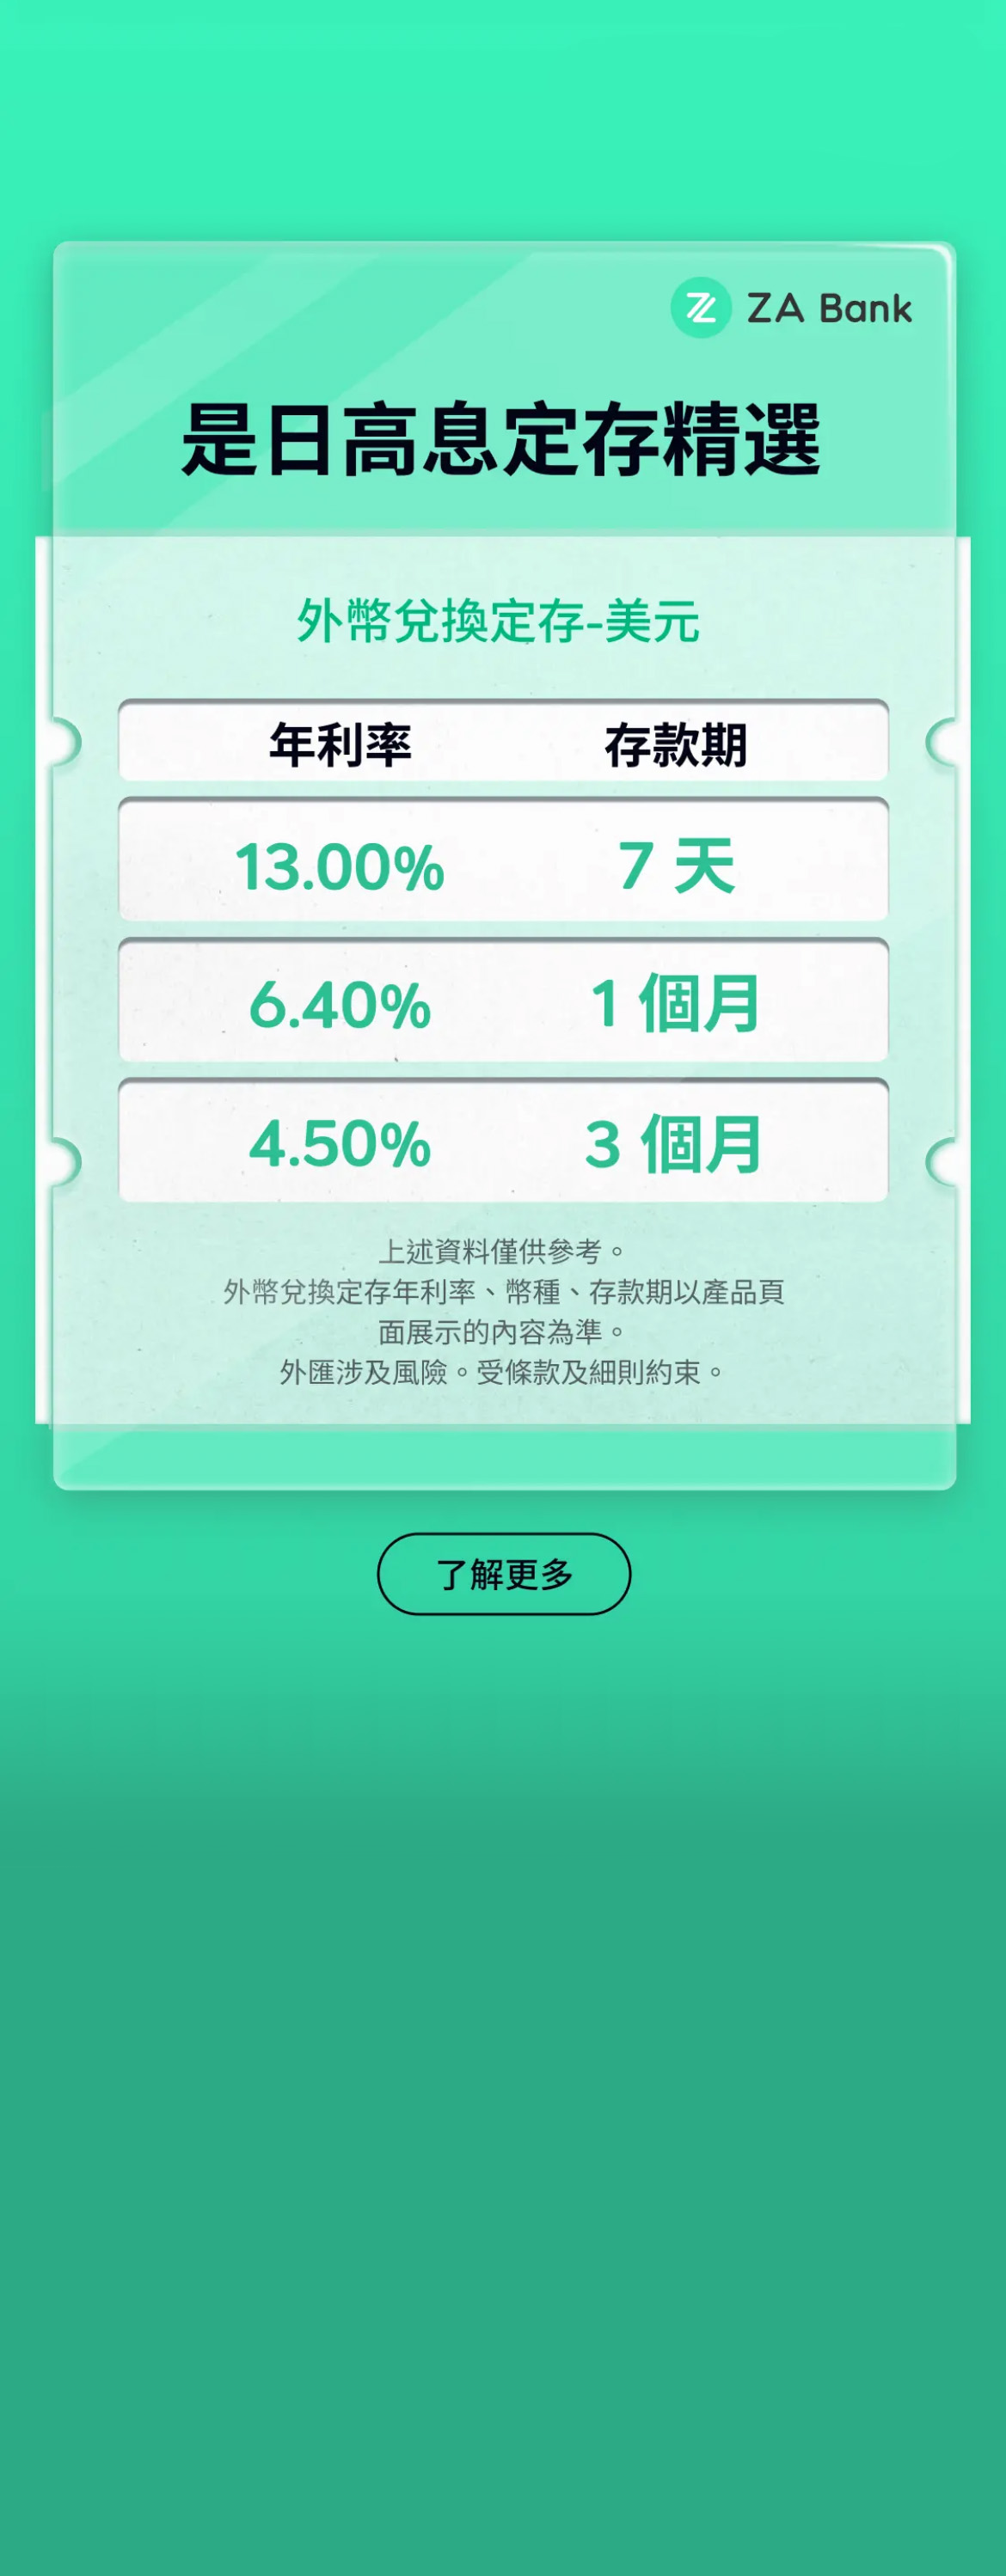 ZA Bank
是日高息定存精選
外幣兌換定存-美元
年利率 存款期
13.00% 7 天
6.40% 1 個月
4.50% 3 個月
上述資料僅供參考。
外幣兌換定存年利率、幣種、存款期以產品頁
面展示的內容為準。
外匯涉及風險。受條款及細則約束。
了解更多